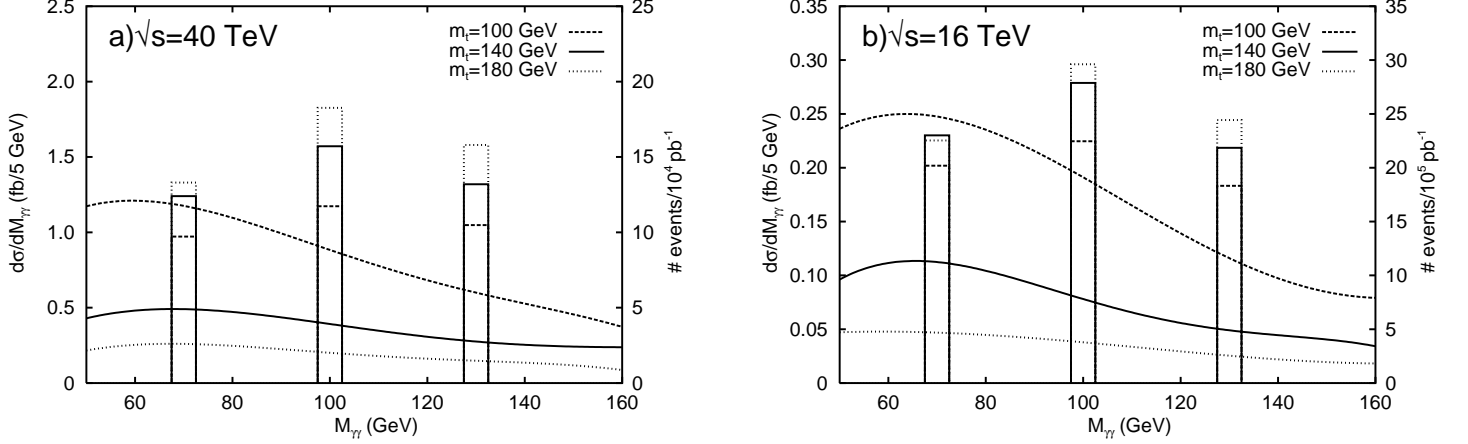 a)√s=40 TeV
mt=100 GeV
mt=140 GeV
mt=180 GeV
dσ/dMγγ (fb/5 GeV)
2.5
2.0
1.5
1.0
0.5
0
25
20
15
10
5
0
# events/10⁴ pb⁻¹
60 80 100 120 140 160
Mγγ (GeV)
b)√s=16 TeV
mt=100 GeV
mt=140 GeV
mt=180 GeV
dσ/dMγγ (fb/5 GeV)
0.35
0.30
0.25
0.20
0.15
0.10
0.05
0
35
30
25
20
15
10
5
0
# events/10⁵ pb⁻¹
60 80 100 120 140 160
Mγγ (GeV)